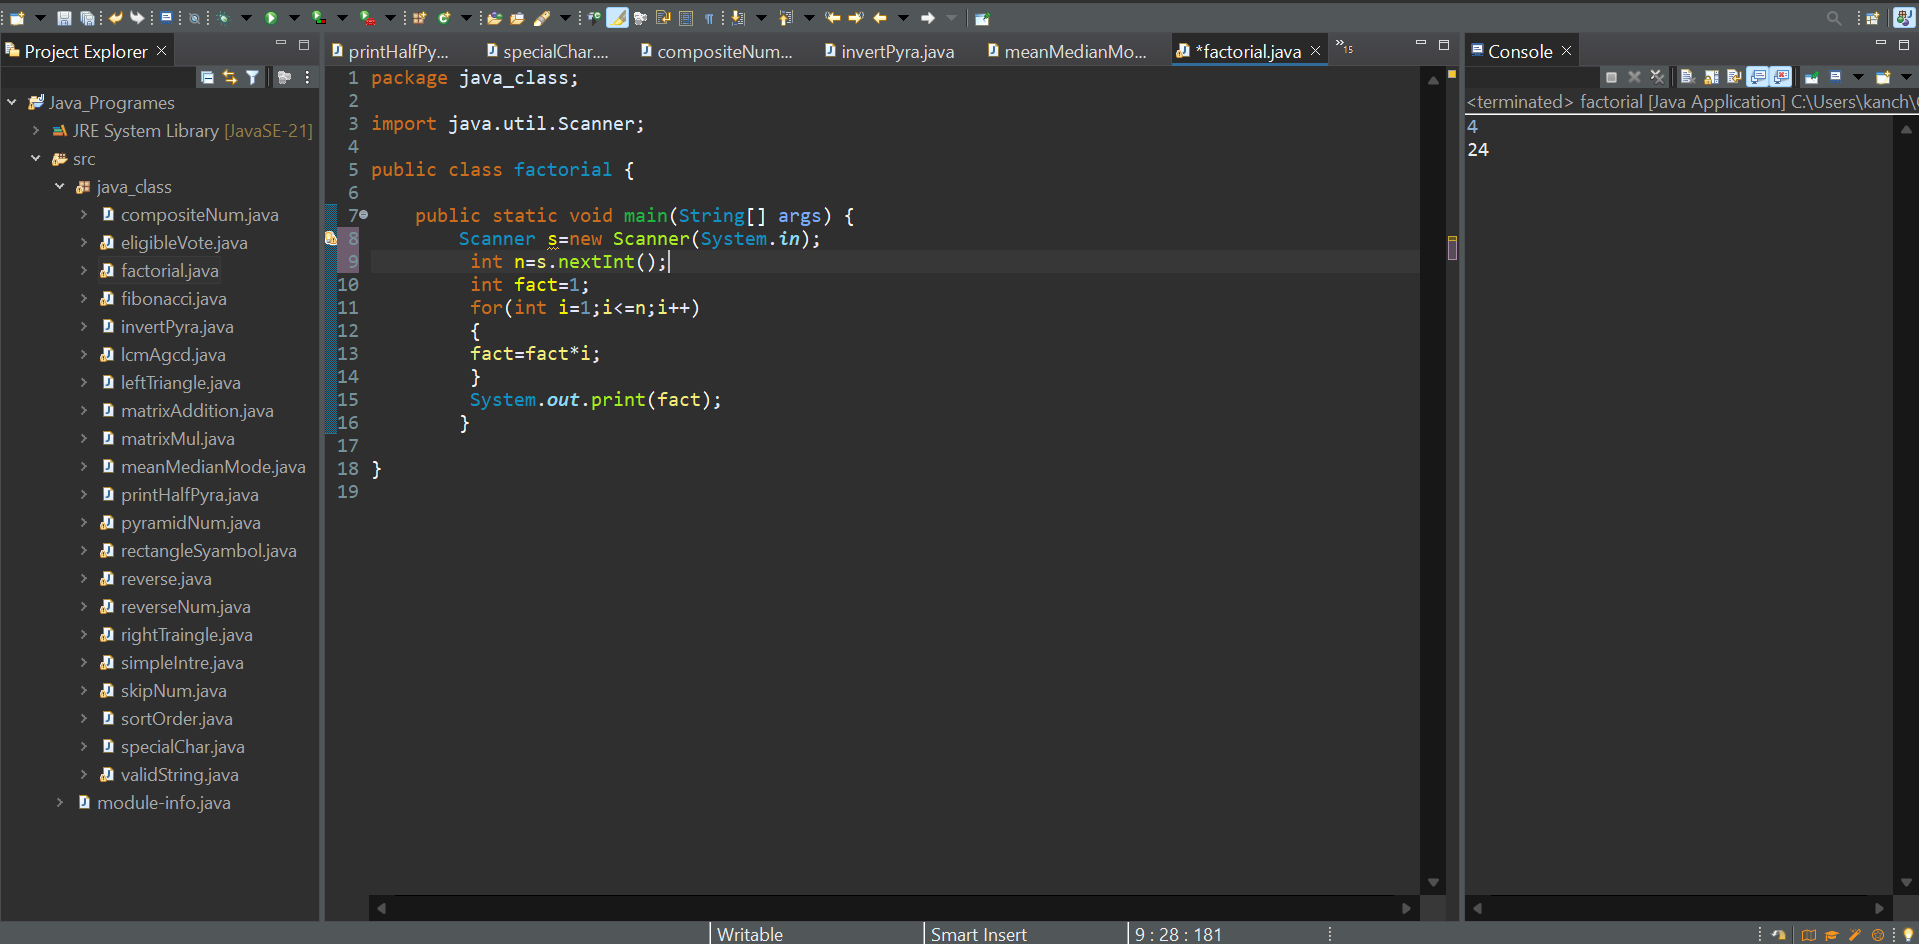 Project Explorer
Java_Programes
JRE System Library [JavaSE-21]
src
java_class
compositeNum.java
eligibleVote.java
factorial.java
fibonacci.java
invertPyra.java
lcmAgcd.java
leftTriangle.java
matrixAddition.java
matrixMul.java
meanMedianMode.java
printHalfPyra.java
pyramidNum.java
rectangleSyambol.java
reverse.java
reverseNum.java
rightTraingle.java
simpleIntre.java
skipNum.java
sortOrder.java
specialChar.java
validString.java
module-info.java
printHalfPy... specialChar.... compositeNum... invertPyra.java meanMedianMo... *factorial.java »15
1 package java_class;
2
3 import java.util.Scanner;
4
5 public class factorial {
6
7 public static void main(String[] args) {
8 Scanner s=new Scanner(System.in);
9 int n=s.nextInt();
10 int fact=1;
11 for(int i=1;i<=n;i++)
12 {
13 fact=fact*i;
14 }
15 System.out.print(fact);
16 }
17
18 }
19
Console
<terminated> factorial [Java Application] C:\Users\kanch\
4
24
Writable Smart Insert 9 : 28 : 181